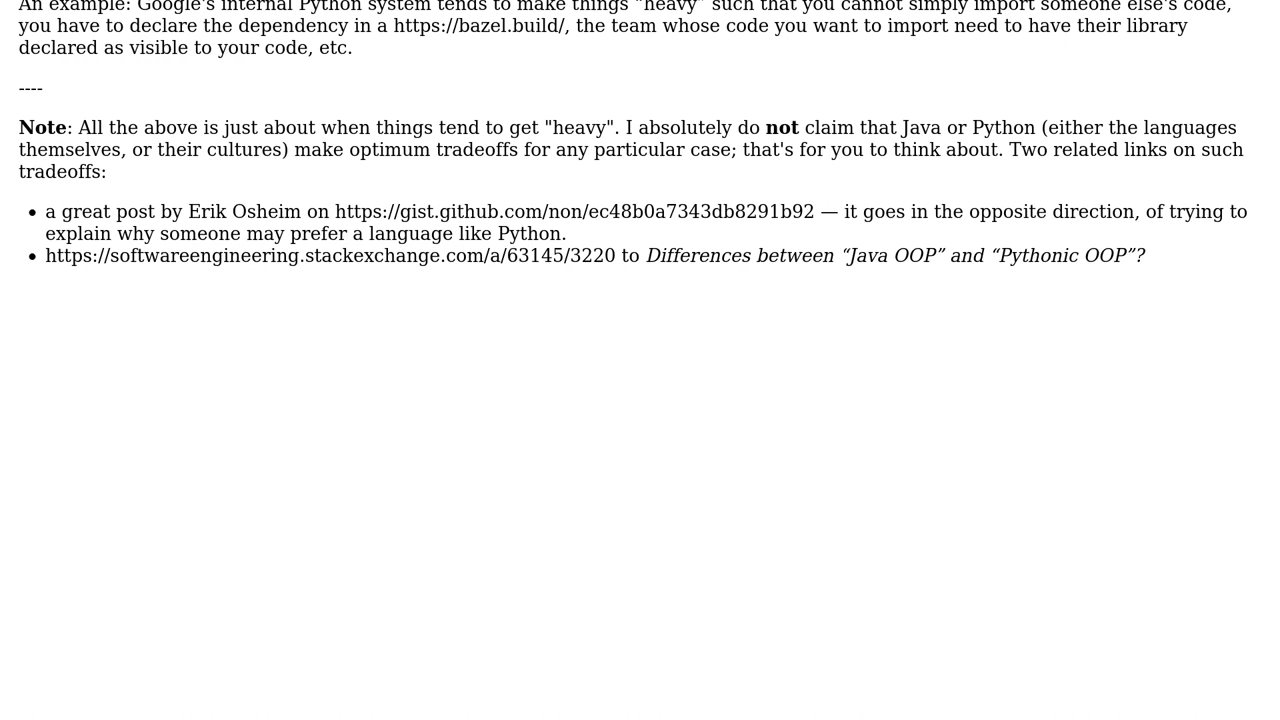 An example: Google's internal Python system tends to make things “heavy” such that you cannot simply import someone else's code,
you have to declare the dependency in a https://bazel.build/, the team whose code you want to import need to have their library
declared as visible to your code, etc.
----
Note: All the above is just about when things tend to get "heavy". I absolutely do not claim that Java or Python (either the languages
themselves, or their cultures) make optimum tradeoffs for any particular case; that's for you to think about. Two related links on such
tradeoffs:
• a great post by Erik Osheim on https://gist.github.com/non/ec48b0a7343db8291b92 — it goes in the opposite direction, of trying to
explain why someone may prefer a language like Python.
• https://softwareengineering.stackexchange.com/a/63145/3220 to Differences between “Java OOP” and “Pythonic OOP”?